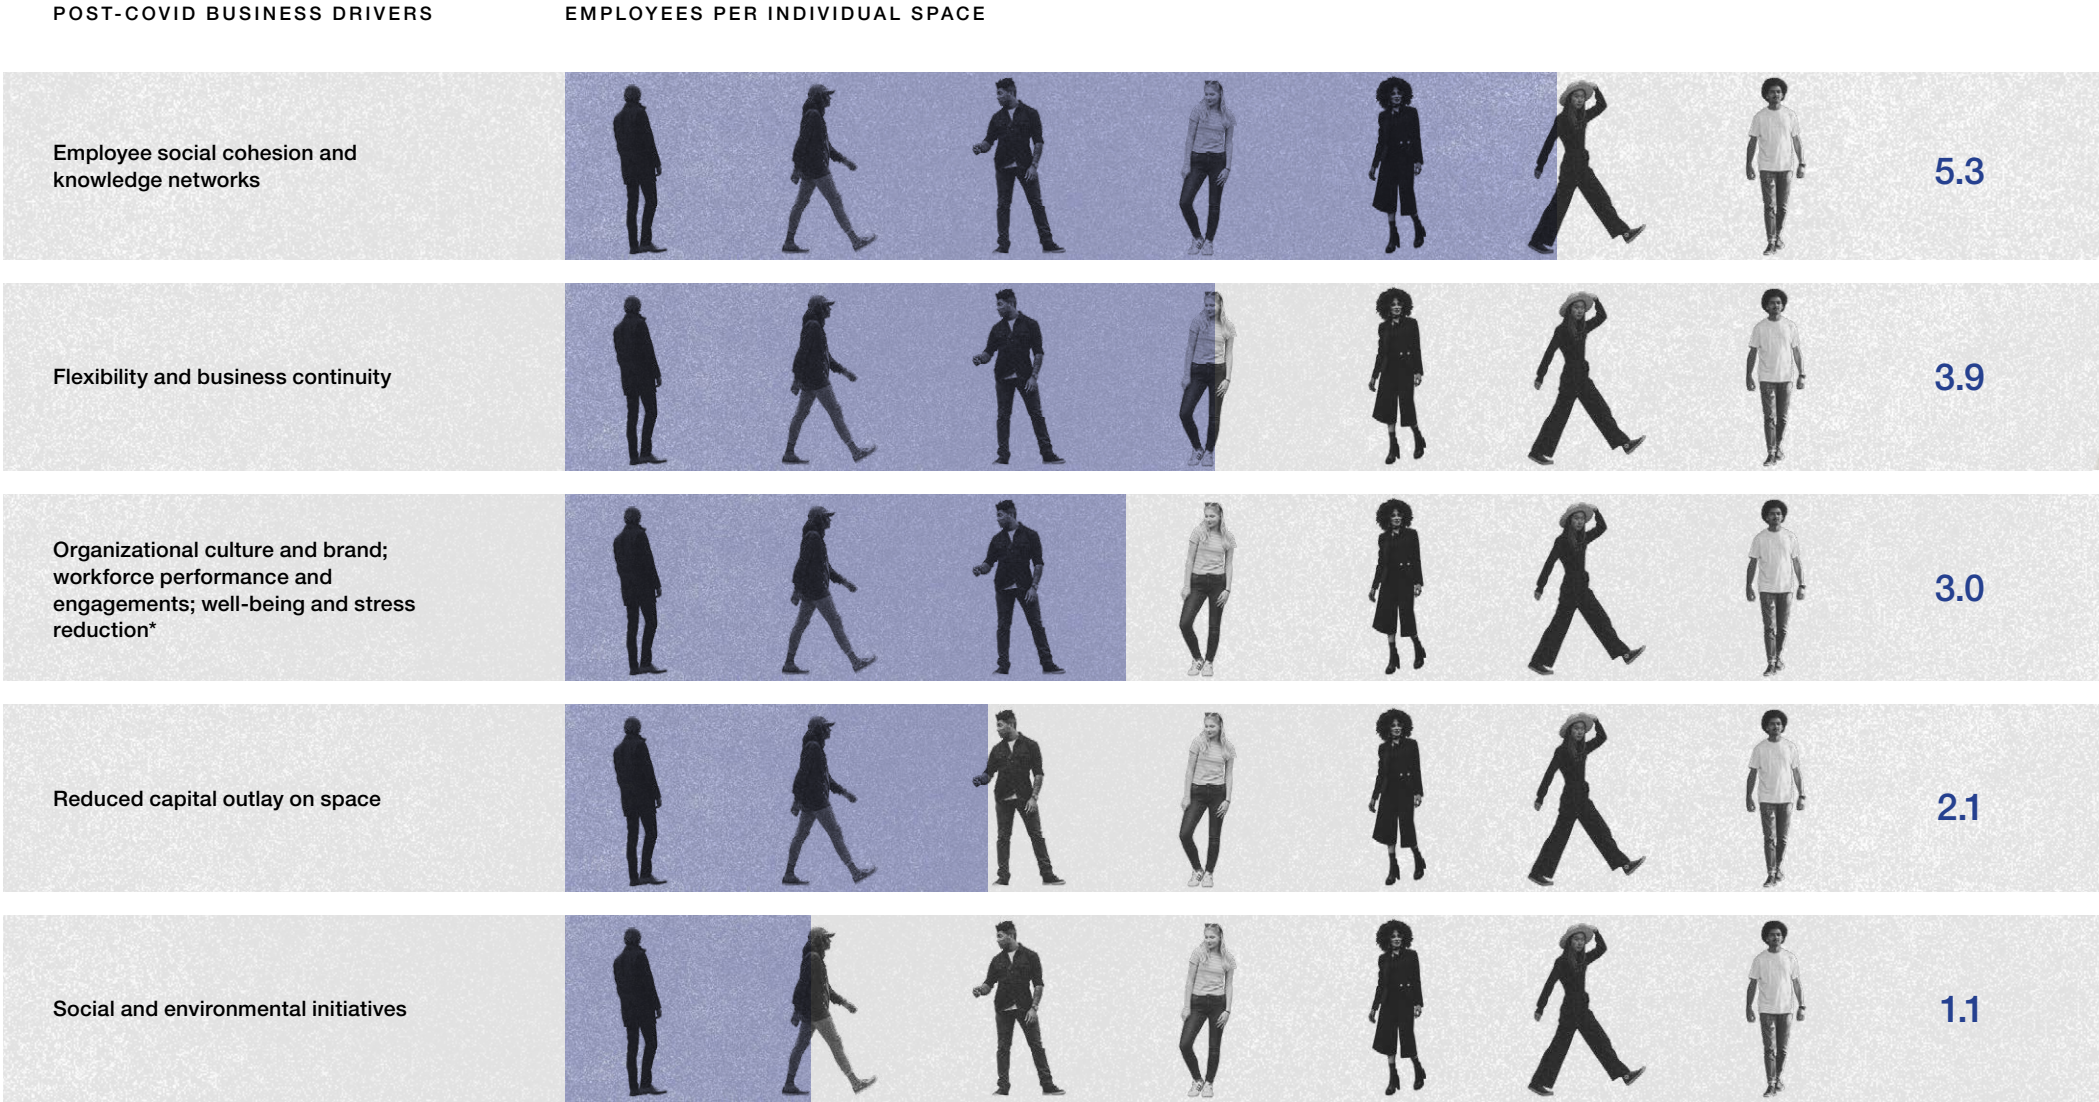 POST-COVID BUSINESS DRIVERS
EMPLOYEES PER INDIVIDUAL SPACE
Employee social cohesion and
knowledge networks
5.3
Flexibility and business continuity
3.9
Organizational culture and brand;
workforce performance and
engagements; well-being and stress
reduction*
3.0
Reduced capital outlay on space
2.1
Social and environmental initiatives
1.1